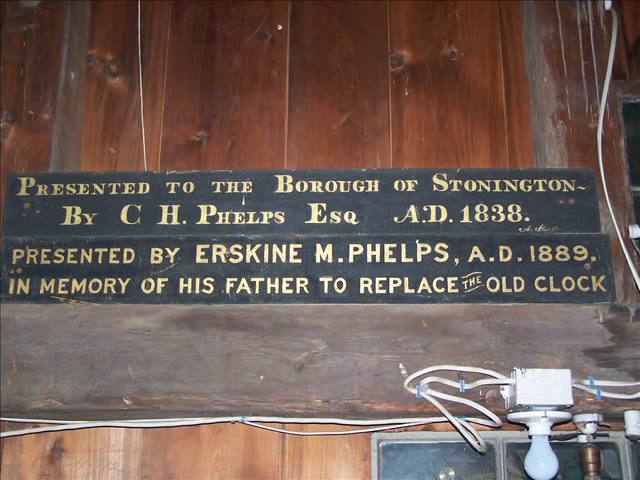 PRESENTED TO THE BOROUGH OF STONINGTON~
BY C H. PHELPS ESQ A.D. 1838.
PRESENTED BY ERSKINE M. PHELPS, A.D. 1889.
IN MEMORY OF HIS FATHER TO REPLACE THE OLD CLOCK